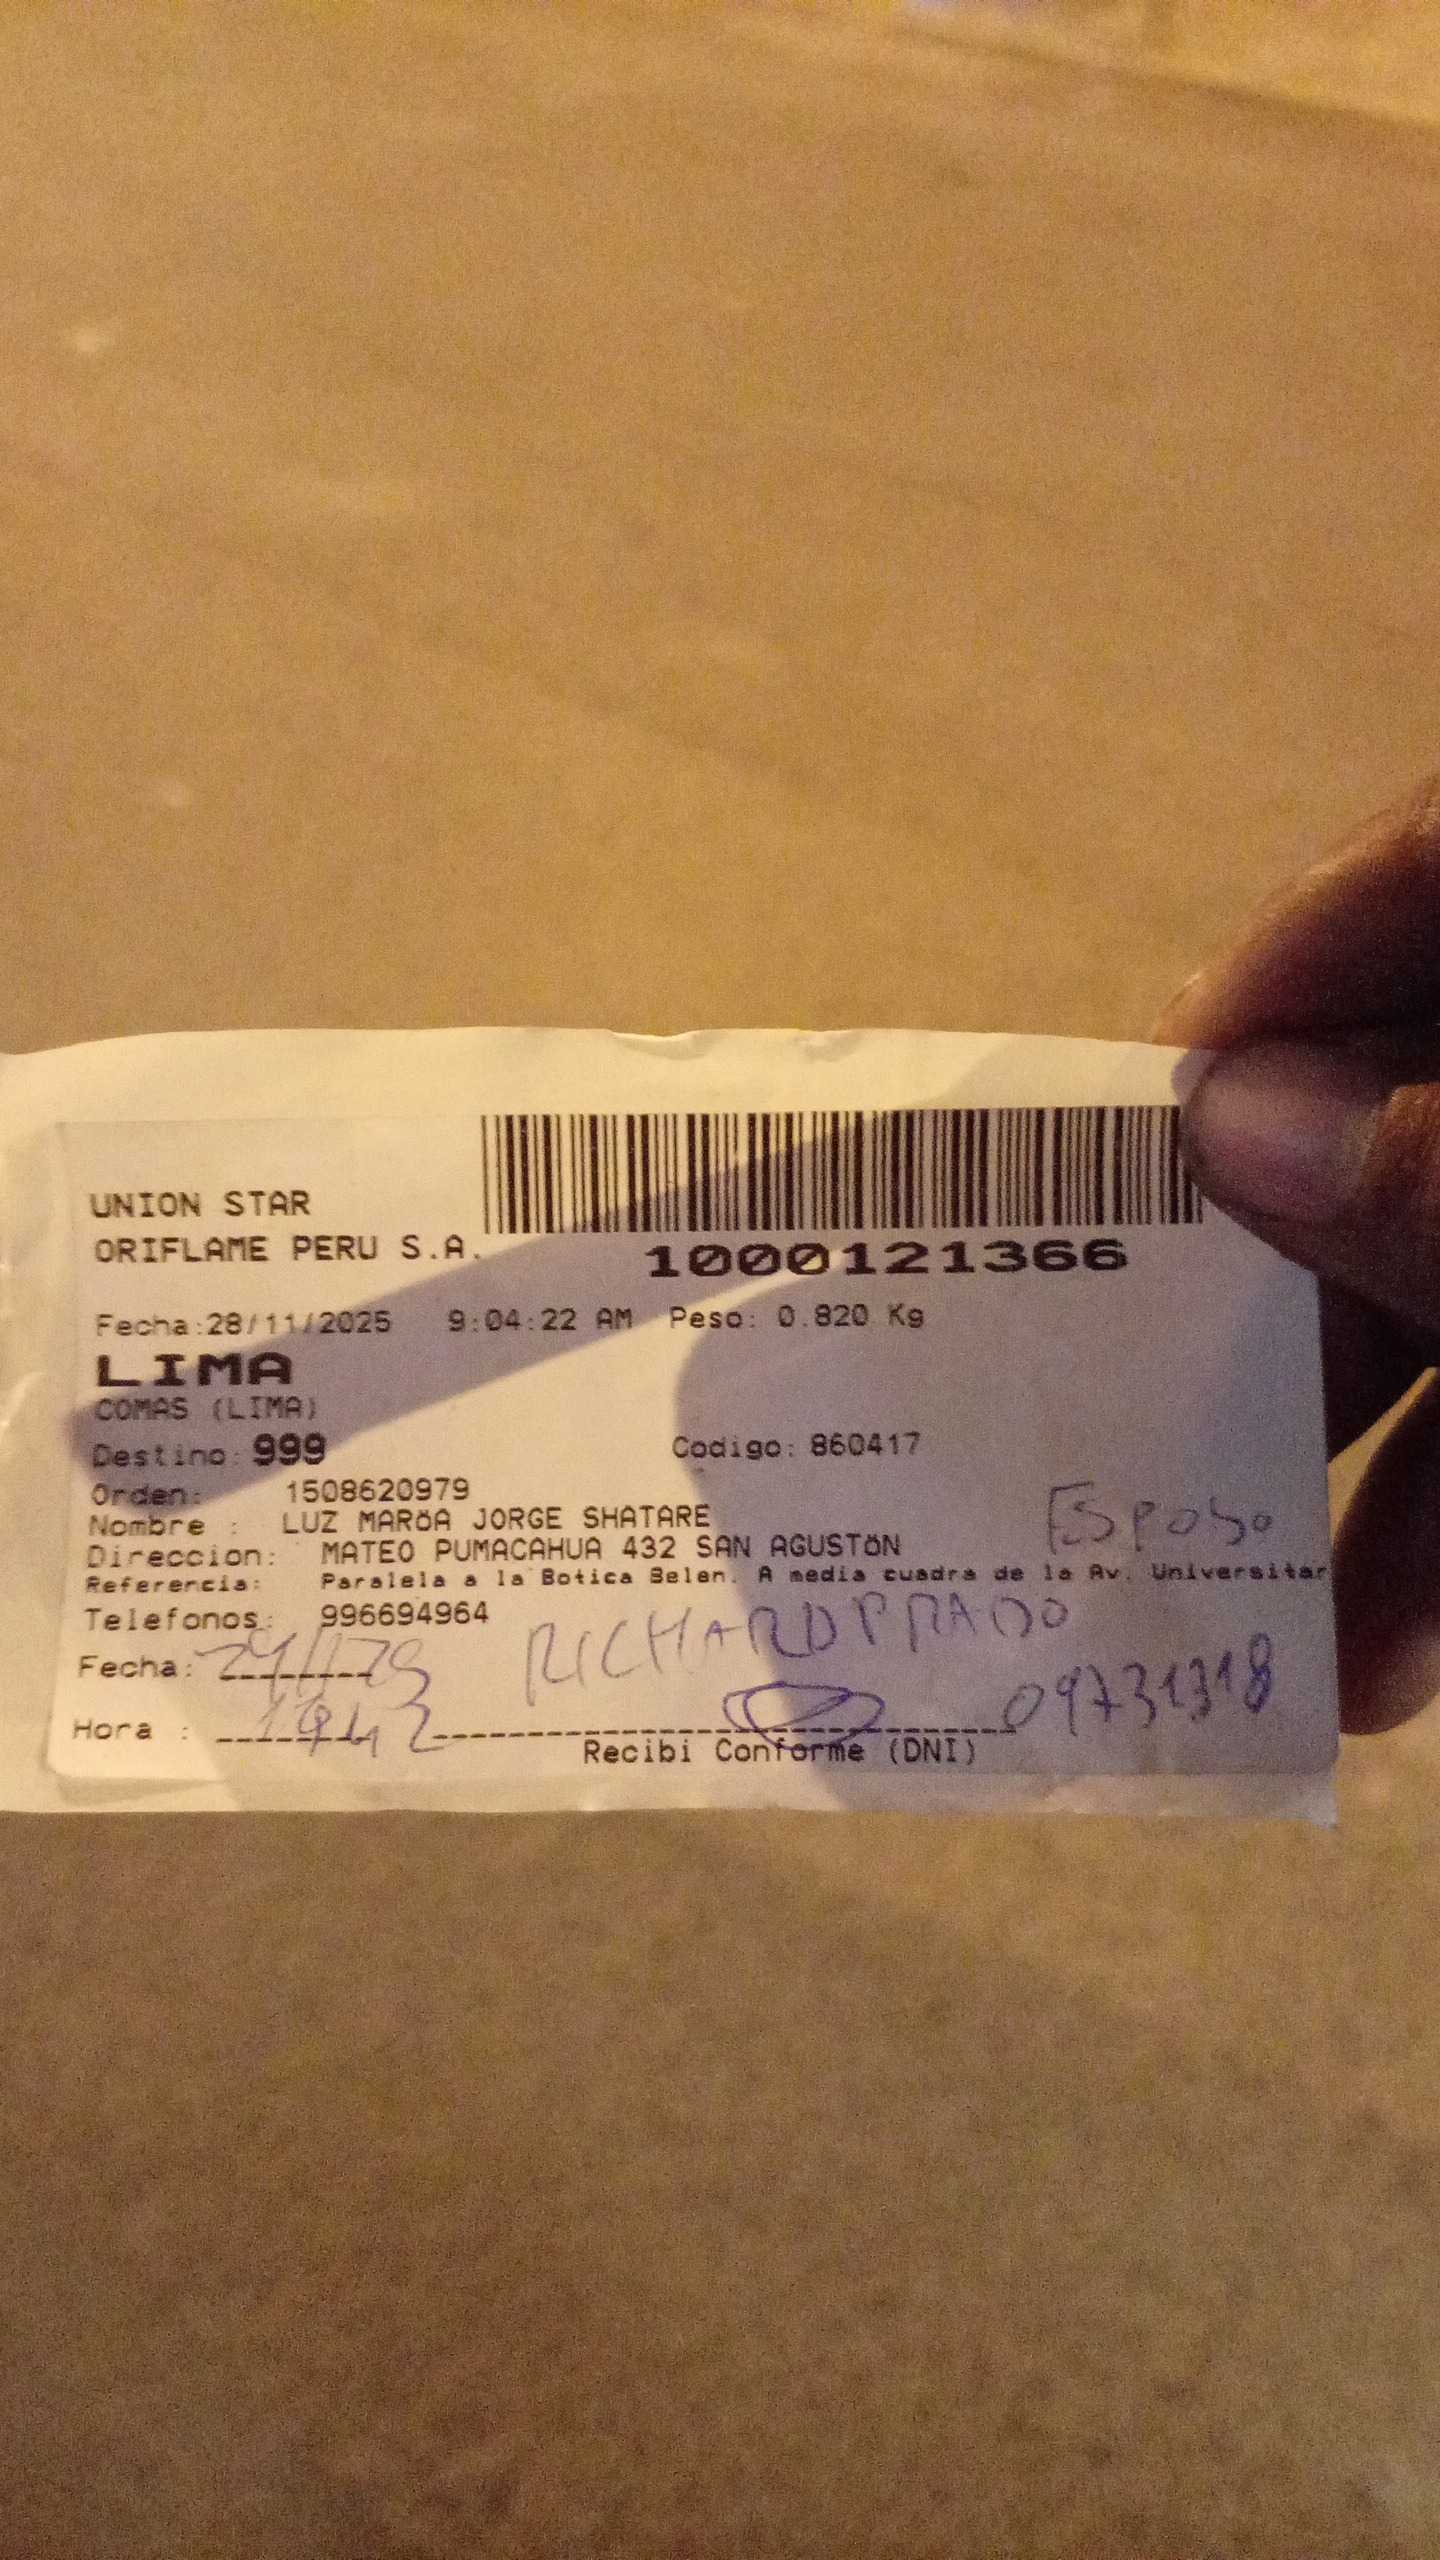 UNION STAR
ORIFLAME PERU S.A.
1000121366
Fecha:28/11/2025 9:04:22 AM Peso: 0.820 Kg
LIMA
COMAS (LIMA)
Destino: 999 Codigo: 860417
Orden: 1508620979
Nombre : LUZ MARöA JORGE SHATARE
Esposo
Direccion: MATEO PUMACAHUA 432 SAN AGUSTöN
Referencia: Paralela a la Botica Belen. A media cuadra de la Av. Universitar
Telefonos: 996694964
RICHARD PRADO
Fecha:
09731318
Hora :
Recibi Conforme (DNI)